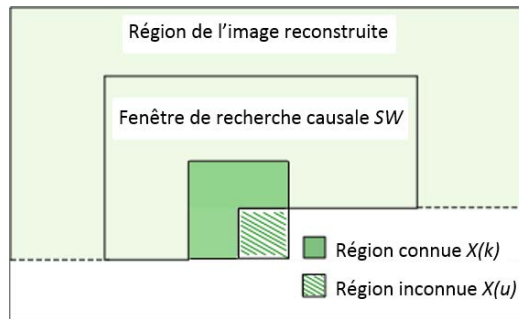 Région de l’image reconstruite
Fenêtre de recherche causale SW
Région connue X(k)
Région inconnue X(u)